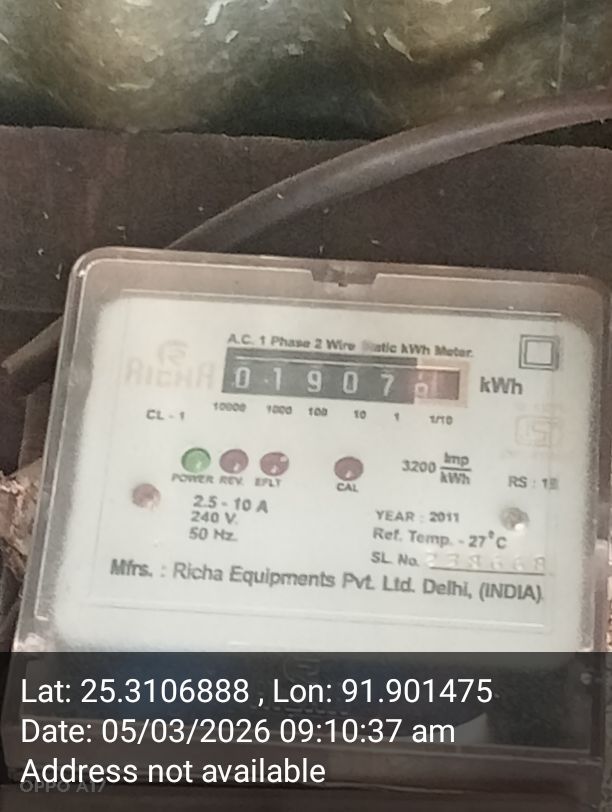 A.C. 1 Phase 2 Wire Static kWh Meter.
RICHA
0 1 9 0 7 kWh
CL - 1
10000 1000 100 10 1 1/10
POWER REV. EFLT CAL
3200 Imp/kWh
RS :
2.5 - 10 A
240 V.
50 Hz.
YEAR : 2011
Ref. Temp. - 27°C
SL. No.
Mfrs. : Richa Equipments Pvt. Ltd. Delhi, (INDIA).
Lat: 25.3106888 , Lon: 91.901475
Date: 05/03/2026 09:10:37 am
Address not available
OPPO A17